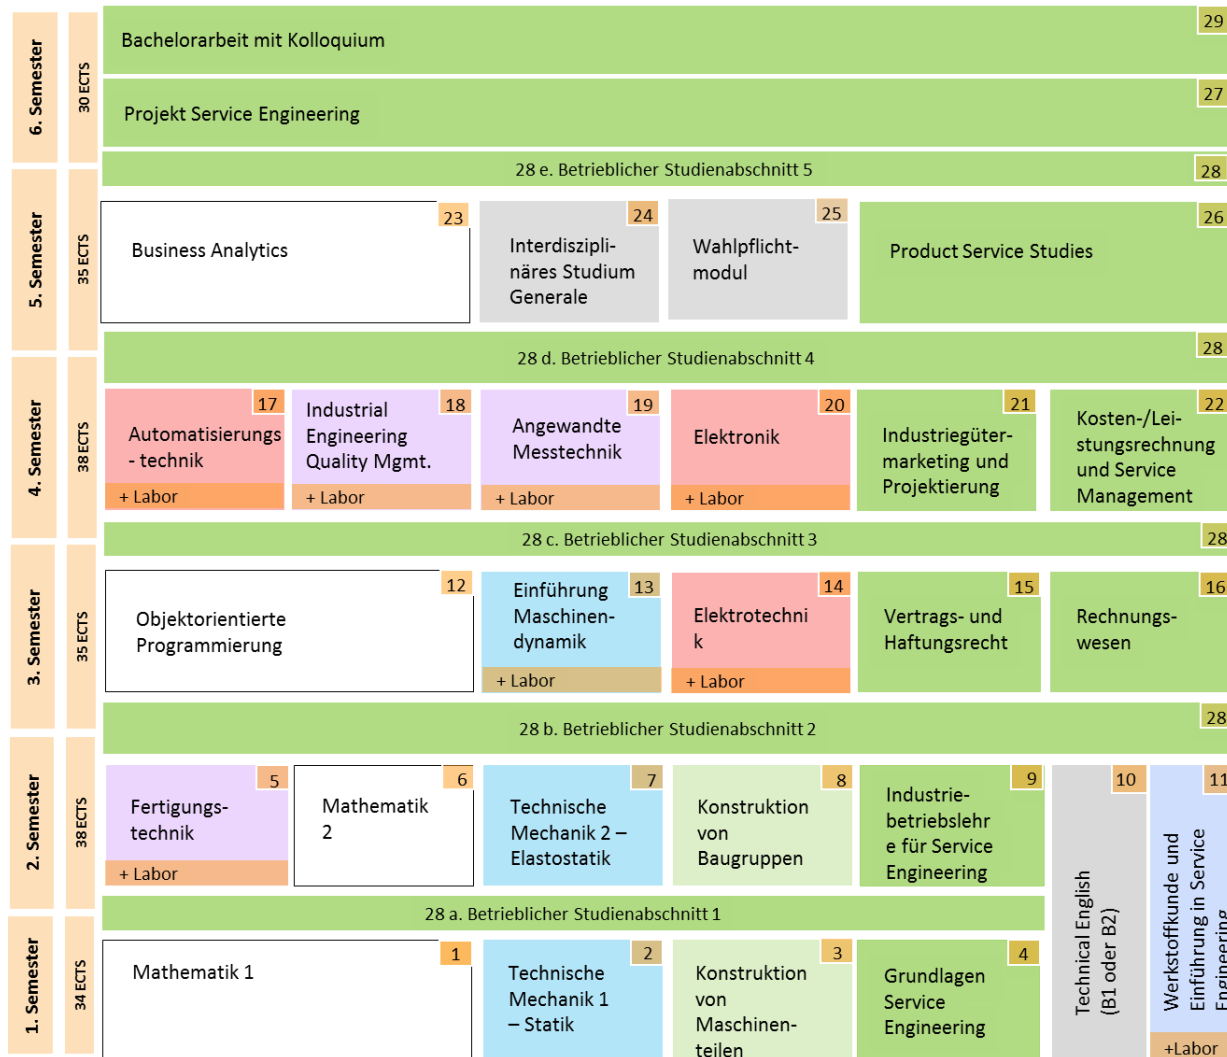 6. Semester
30 ECTS
29
Bachelorarbeit mit Kolloquium
27
Projekt Service Engineering
28 e. Betrieblicher Studienabschnitt 5
28
5. Semester
35 ECTS
23
Business Analytics
24
Interdiszipli-
näres Studium
Generale
25
Wahlpflicht-
modul
26
Product Service Studies
28 d. Betrieblicher Studienabschnitt 4
28
4. Semester
38 ECTS
17
Automatisierungs
- technik
+ Labor
18
Industrial
Engineering
Quality Mgmt.
+ Labor
19
Angewandte
Messtechnik
+ Labor
20
Elektronik
+ Labor
21
Industriegüter-
marketing und
Projektierung
22
Kosten-/Lei-
stungsrechnung
und Service
Management
28 c. Betrieblicher Studienabschnitt 3
28
3. Semester
35 ECTS
12
Objektorientierte
Programmierung
13
Einführung
Maschinen-
dynamik
+ Labor
14
Elektrotechni
k
+ Labor
15
Vertrags- und
Haftungsrecht
16
Rechnungs-
wesen
28 b. Betrieblicher Studienabschnitt 2
28
2. Semester
38 ECTS
5
Fertigungs-
technik
+ Labor
6
Mathematik
2
7
Technische
Mechanik 2 –
Elastostatik
8
Konstruktion
von
Baugruppen
9
Industrie-
betriebslehr
e für Service
Engineering
10
Technical English
(B1 oder B2)
11
Werkstoffkunde und
Einführung in Service
Engineering
+Labor
28 a. Betrieblicher Studienabschnitt 1
1. Semester
34 ECTS
1
Mathematik 1
2
Technische
Mechanik 1
– Statik
3
Konstruktion
von
Maschinen-
teilen
4
Grundlagen
Service
Engineering